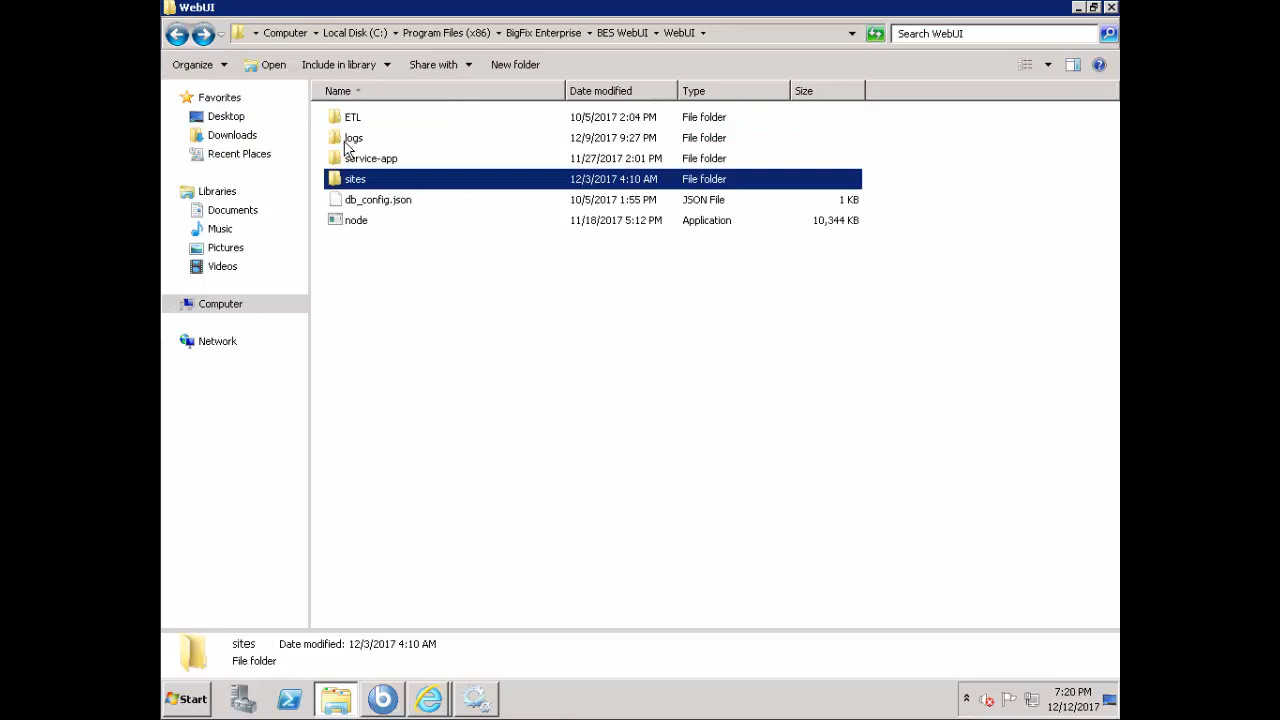 WebUI
Computer Local Disk (C:) Program Files (x86) BigFix Enterprise BES WebUI WebUI
Search WebUI
Organize Open Include in library Share with New folder
Name Date modified Type Size
Favorites
Desktop
Downloads
Recent Places
Libraries
Documents
Music
Pictures
Videos
Computer
Network
ETL 10/5/2017 2:04 PM File folder
logs 12/9/2017 9:27 PM File folder
service-app 11/27/2017 2:01 PM File folder
sites 12/3/2017 4:10 AM File folder
db_config.json 10/5/2017 1:55 PM JSON File 1 KB
node 11/18/2017 5:12 PM Application 10,344 KB
sites Date modified: 12/3/2017 4:10 AM
File folder
Start
7:20 PM
12/12/2017